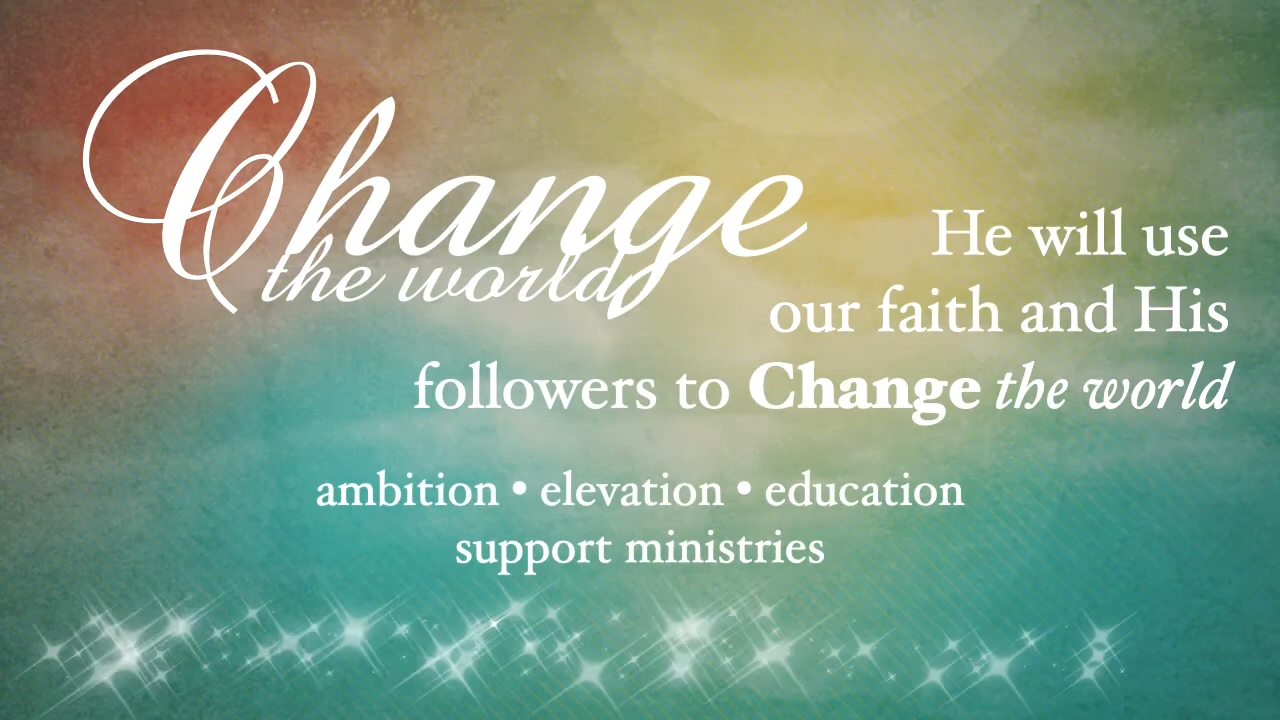 Change
the world
He will use
our faith and His
followers to Change the world
ambition • elevation • education
support ministries